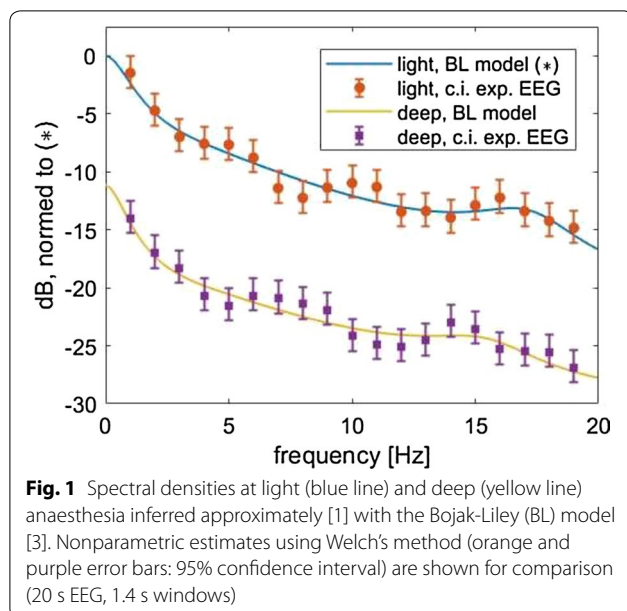 0
-5
-10
-15
-20
-25
-30
dB, normed to (*)
light, BL model (*)
light, c.i. exp. EEG
deep, BL model
deep, c.i. exp. EEG
0 5 10 15 20
frequency [Hz]
Fig. 1 Spectral densities at light (blue line) and deep (yellow line)
anaesthesia inferred approximately [1] with the Bojak-Liley (BL) model
[3]. Nonparametric estimates using Welch’s method (orange and
purple error bars: 95% confidence interval) are shown for comparison
(20 s EEG, 1.4 s windows)